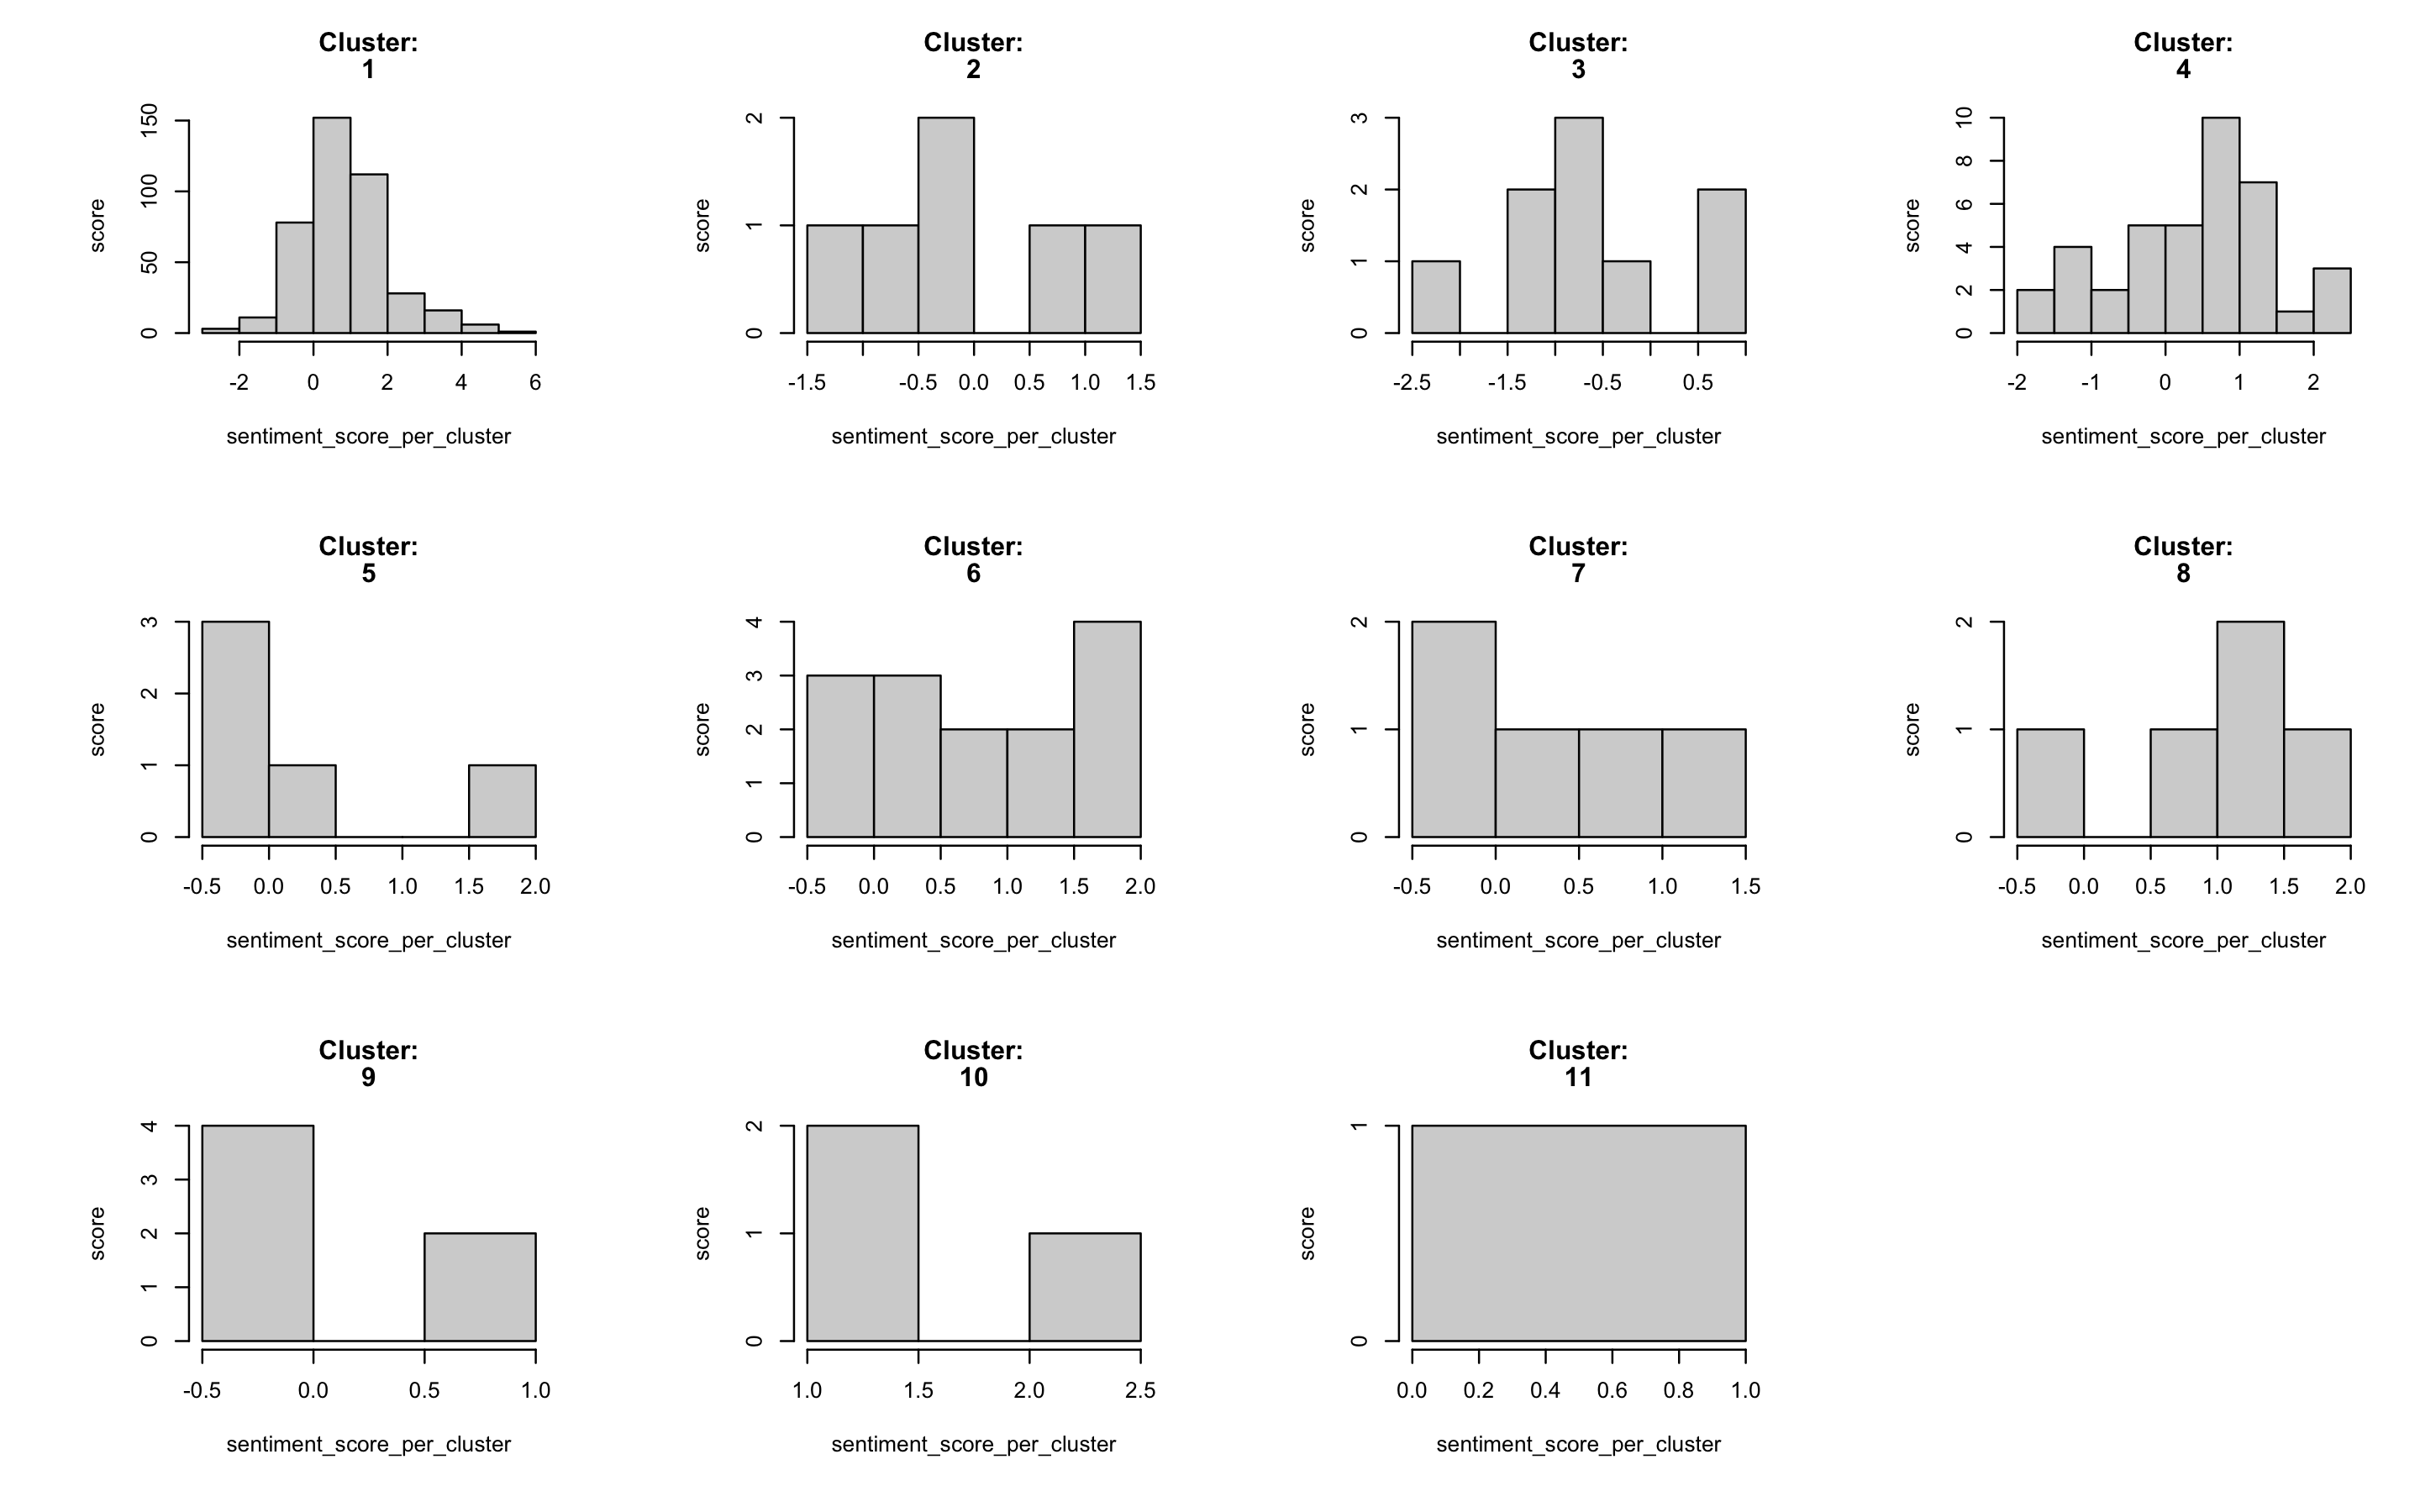 Cluster:
1
score
150
100
50
0
-2 0 2 4 6
sentiment_score_per_cluster
Cluster:
2
score
2
1
0
-1.5 -0.5 0.0 0.5 1.0 1.5
sentiment_score_per_cluster
Cluster:
3
score
3
2
1
0
-2.5 -1.5 -0.5 0.5
sentiment_score_per_cluster
Cluster:
4
score
10
8
6
4
2
0
-2 -1 0 1 2
sentiment_score_per_cluster
Cluster:
5
score
3
2
1
0
-0.5 0.0 0.5 1.0 1.5 2.0
sentiment_score_per_cluster
Cluster:
6
score
4
3
2
1
0
-0.5 0.0 0.5 1.0 1.5 2.0
sentiment_score_per_cluster
Cluster:
7
score
2
1
0
-0.5 0.0 0.5 1.0 1.5
sentiment_score_per_cluster
Cluster:
8
score
2
1
0
-0.5 0.0 0.5 1.0 1.5 2.0
sentiment_score_per_cluster
Cluster:
9
score
4
3
2
1
0
-0.5 0.0 0.5 1.0
sentiment_score_per_cluster
Cluster:
10
score
2
1
0
1.0 1.5 2.0 2.5
sentiment_score_per_cluster
Cluster:
11
score
1
0
0.0 0.2 0.4 0.6 0.8 1.0
sentiment_score_per_cluster